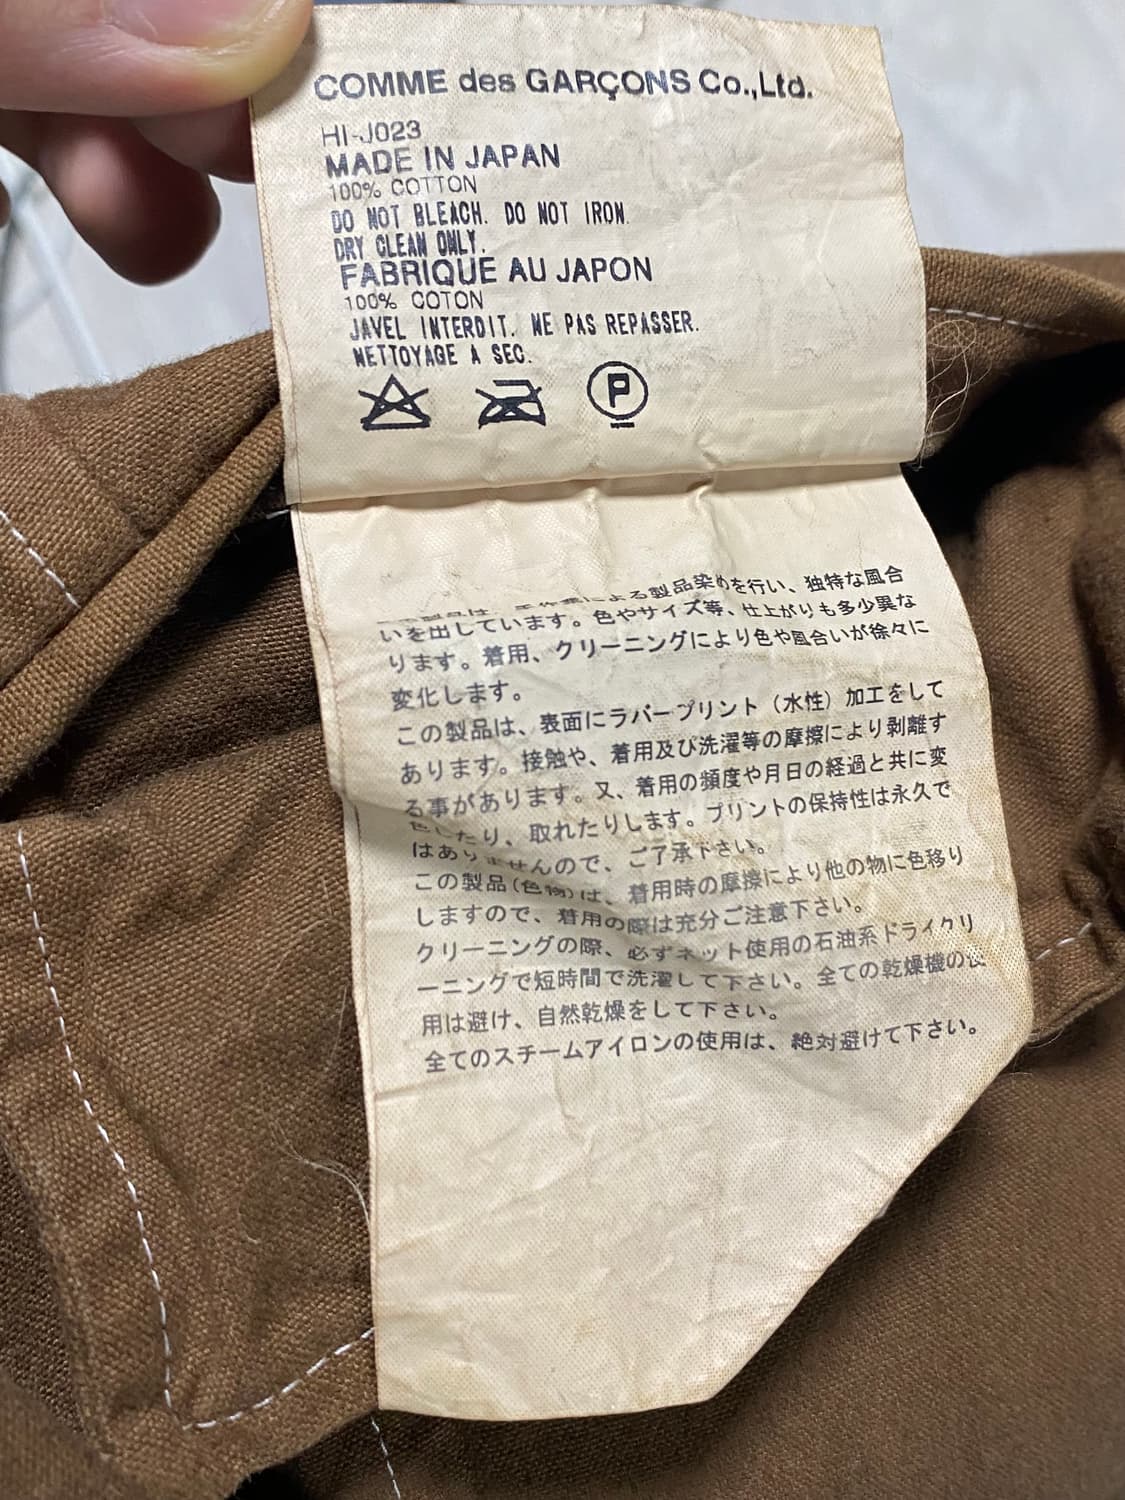 COMME des GARÇONS Co.,Ltd.
HI-J023
MADE IN JAPAN
100% COTTON
DO NOT BLEACH. DO NOT IRON.
DRY CLEAN ONLY.
FABRIQUE AU JAPON
100% COTON
JAVEL INTERDIT. NE PAS REPASSER.
NETTOYAGE A SEC.
P
製品は、手作業による製品染めを行い、独特な風合
いを出しています。色やサイズ等、仕上がりも多少異な
ります。着用、クリーニングにより色や風合いが徐々に
変化します。
この製品は、表面にラバープリント（水性）加工をして
あります。接触や、着用及び洗濯等の摩擦により剥離す
る事があります。又、着用の頻度や月日の経過と共に変
色したり、取れたりします。プリントの保持性は永久で
はありませんので、ご了承下さい。
この製品(色物)は、着用時の摩擦により他の物に色移り
しますので、着用の際は充分ご注意下さい。
クリーニングの際、必ずネット使用の石油系ドライクリ
ーニングで短時間で洗濯して下さい。全ての乾燥機の使
用は避け、自然乾燥をして下さい。
全てのスチームアイロンの使用は、絶対避けて下さい。